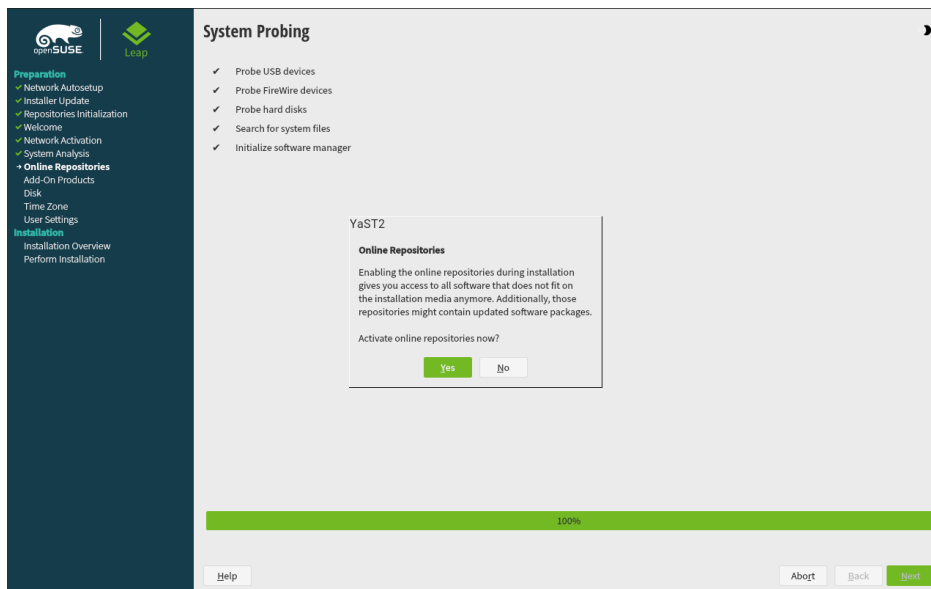 openSUSE
Leap
Preparation
Network Autosetup
Installer Update
Repositories Initialization
Welcome
Network Activation
System Analysis
Online Repositories
Add-On Products
Disk
Time Zone
User Settings
Installation
Installation Overview
Perform Installation
System Probing
Probe USB devices
Probe FireWire devices
Probe hard disks
Search for system files
Initialize software manager
YaST2
Online Repositories
Enabling the online repositories during installation
gives you access to all software that does not fit on
the installation media anymore. Additionally, those
repositories might contain updated software packages.
Activate online repositories now?
Yes
No
100%
Help
Abort
Back
Next